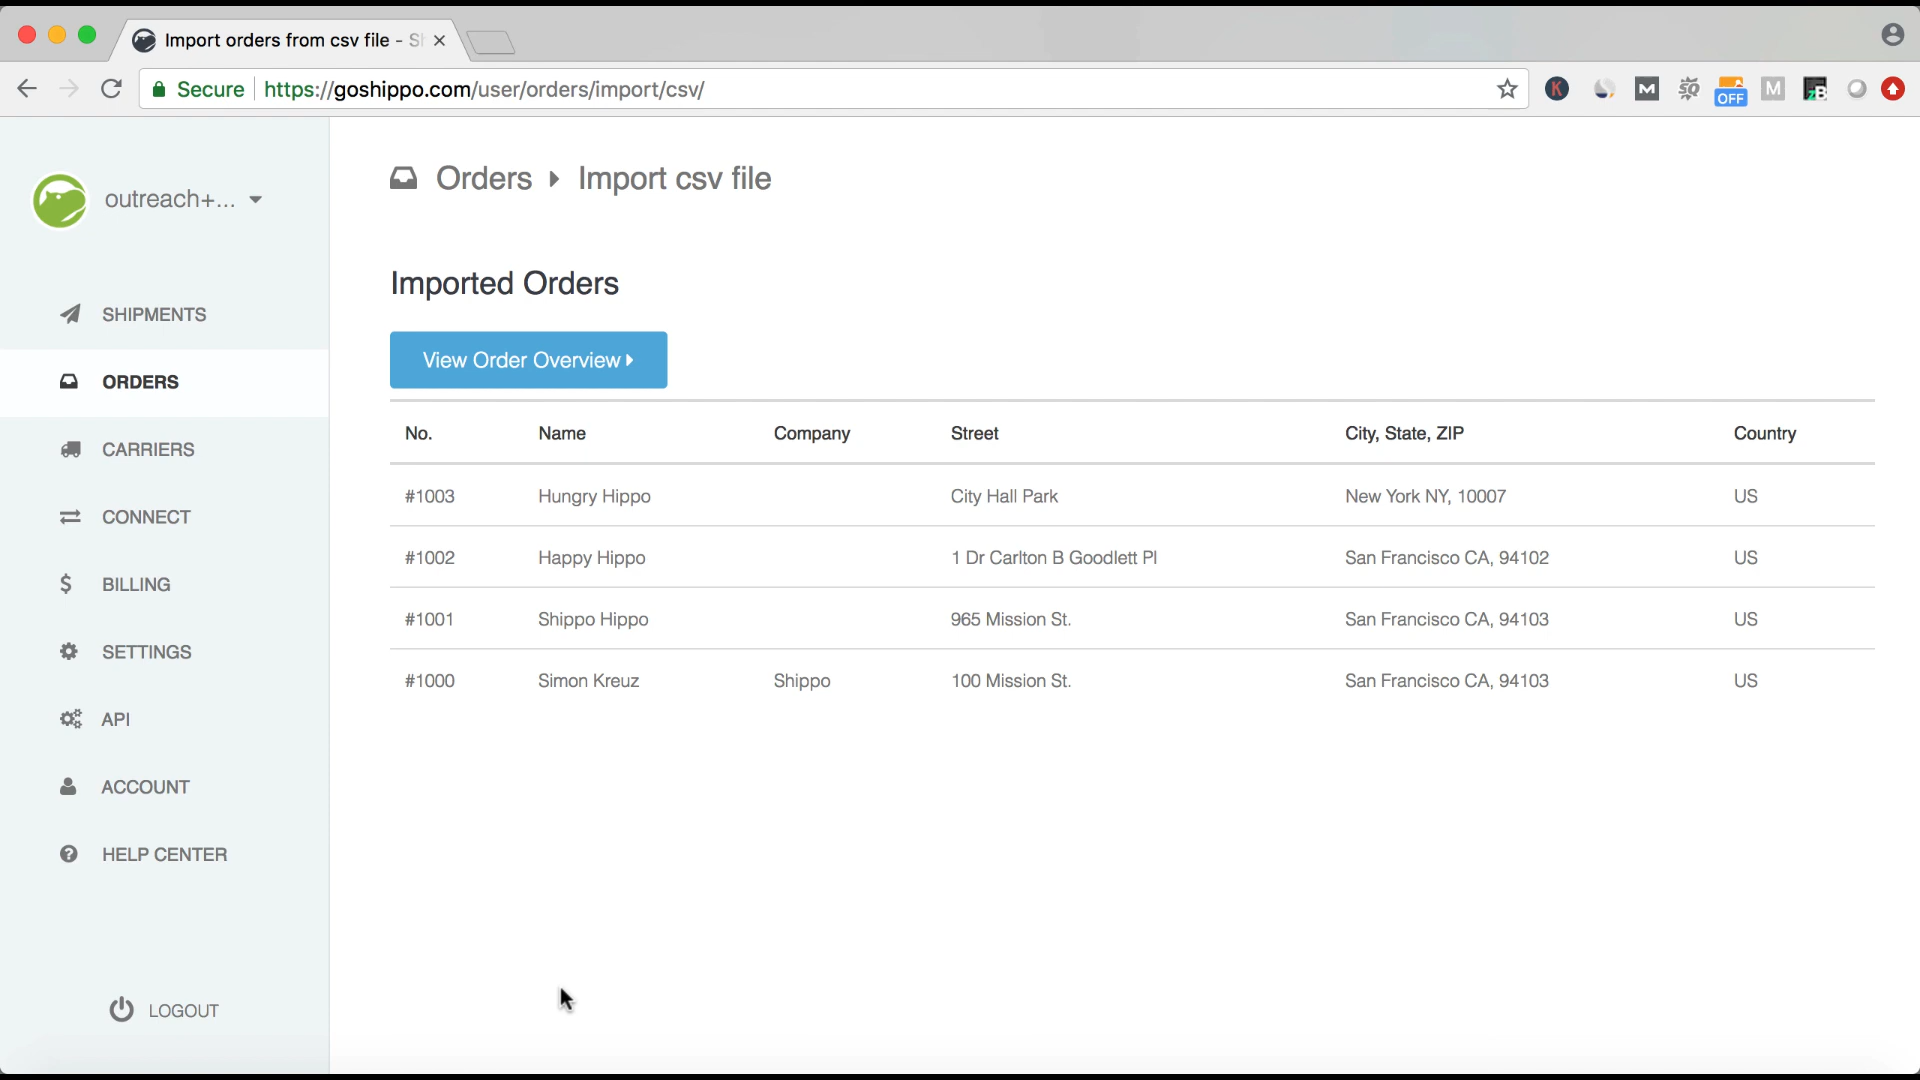 Import orders from csv file - Sh
Secure https://goshippo.com/user/orders/import/csv/
OFF
outreach+...
Orders Import csv file
Imported Orders
View Order Overview
SHIPMENTS
ORDERS
CARRIERS
CONNECT
BILLING
SETTINGS
API
ACCOUNT
HELP CENTER
LOGOUT
No. Name Company Street City, State, ZIP Country
#1003 Hungry Hippo City Hall Park New York NY, 10007 US
#1002 Happy Hippo 1 Dr Carlton B Goodlett Pl San Francisco CA, 94102 US
#1001 Shippo Hippo 965 Mission St. San Francisco CA, 94103 US
#1000 Simon Kreuz Shippo 100 Mission St. San Francisco CA, 94103 US